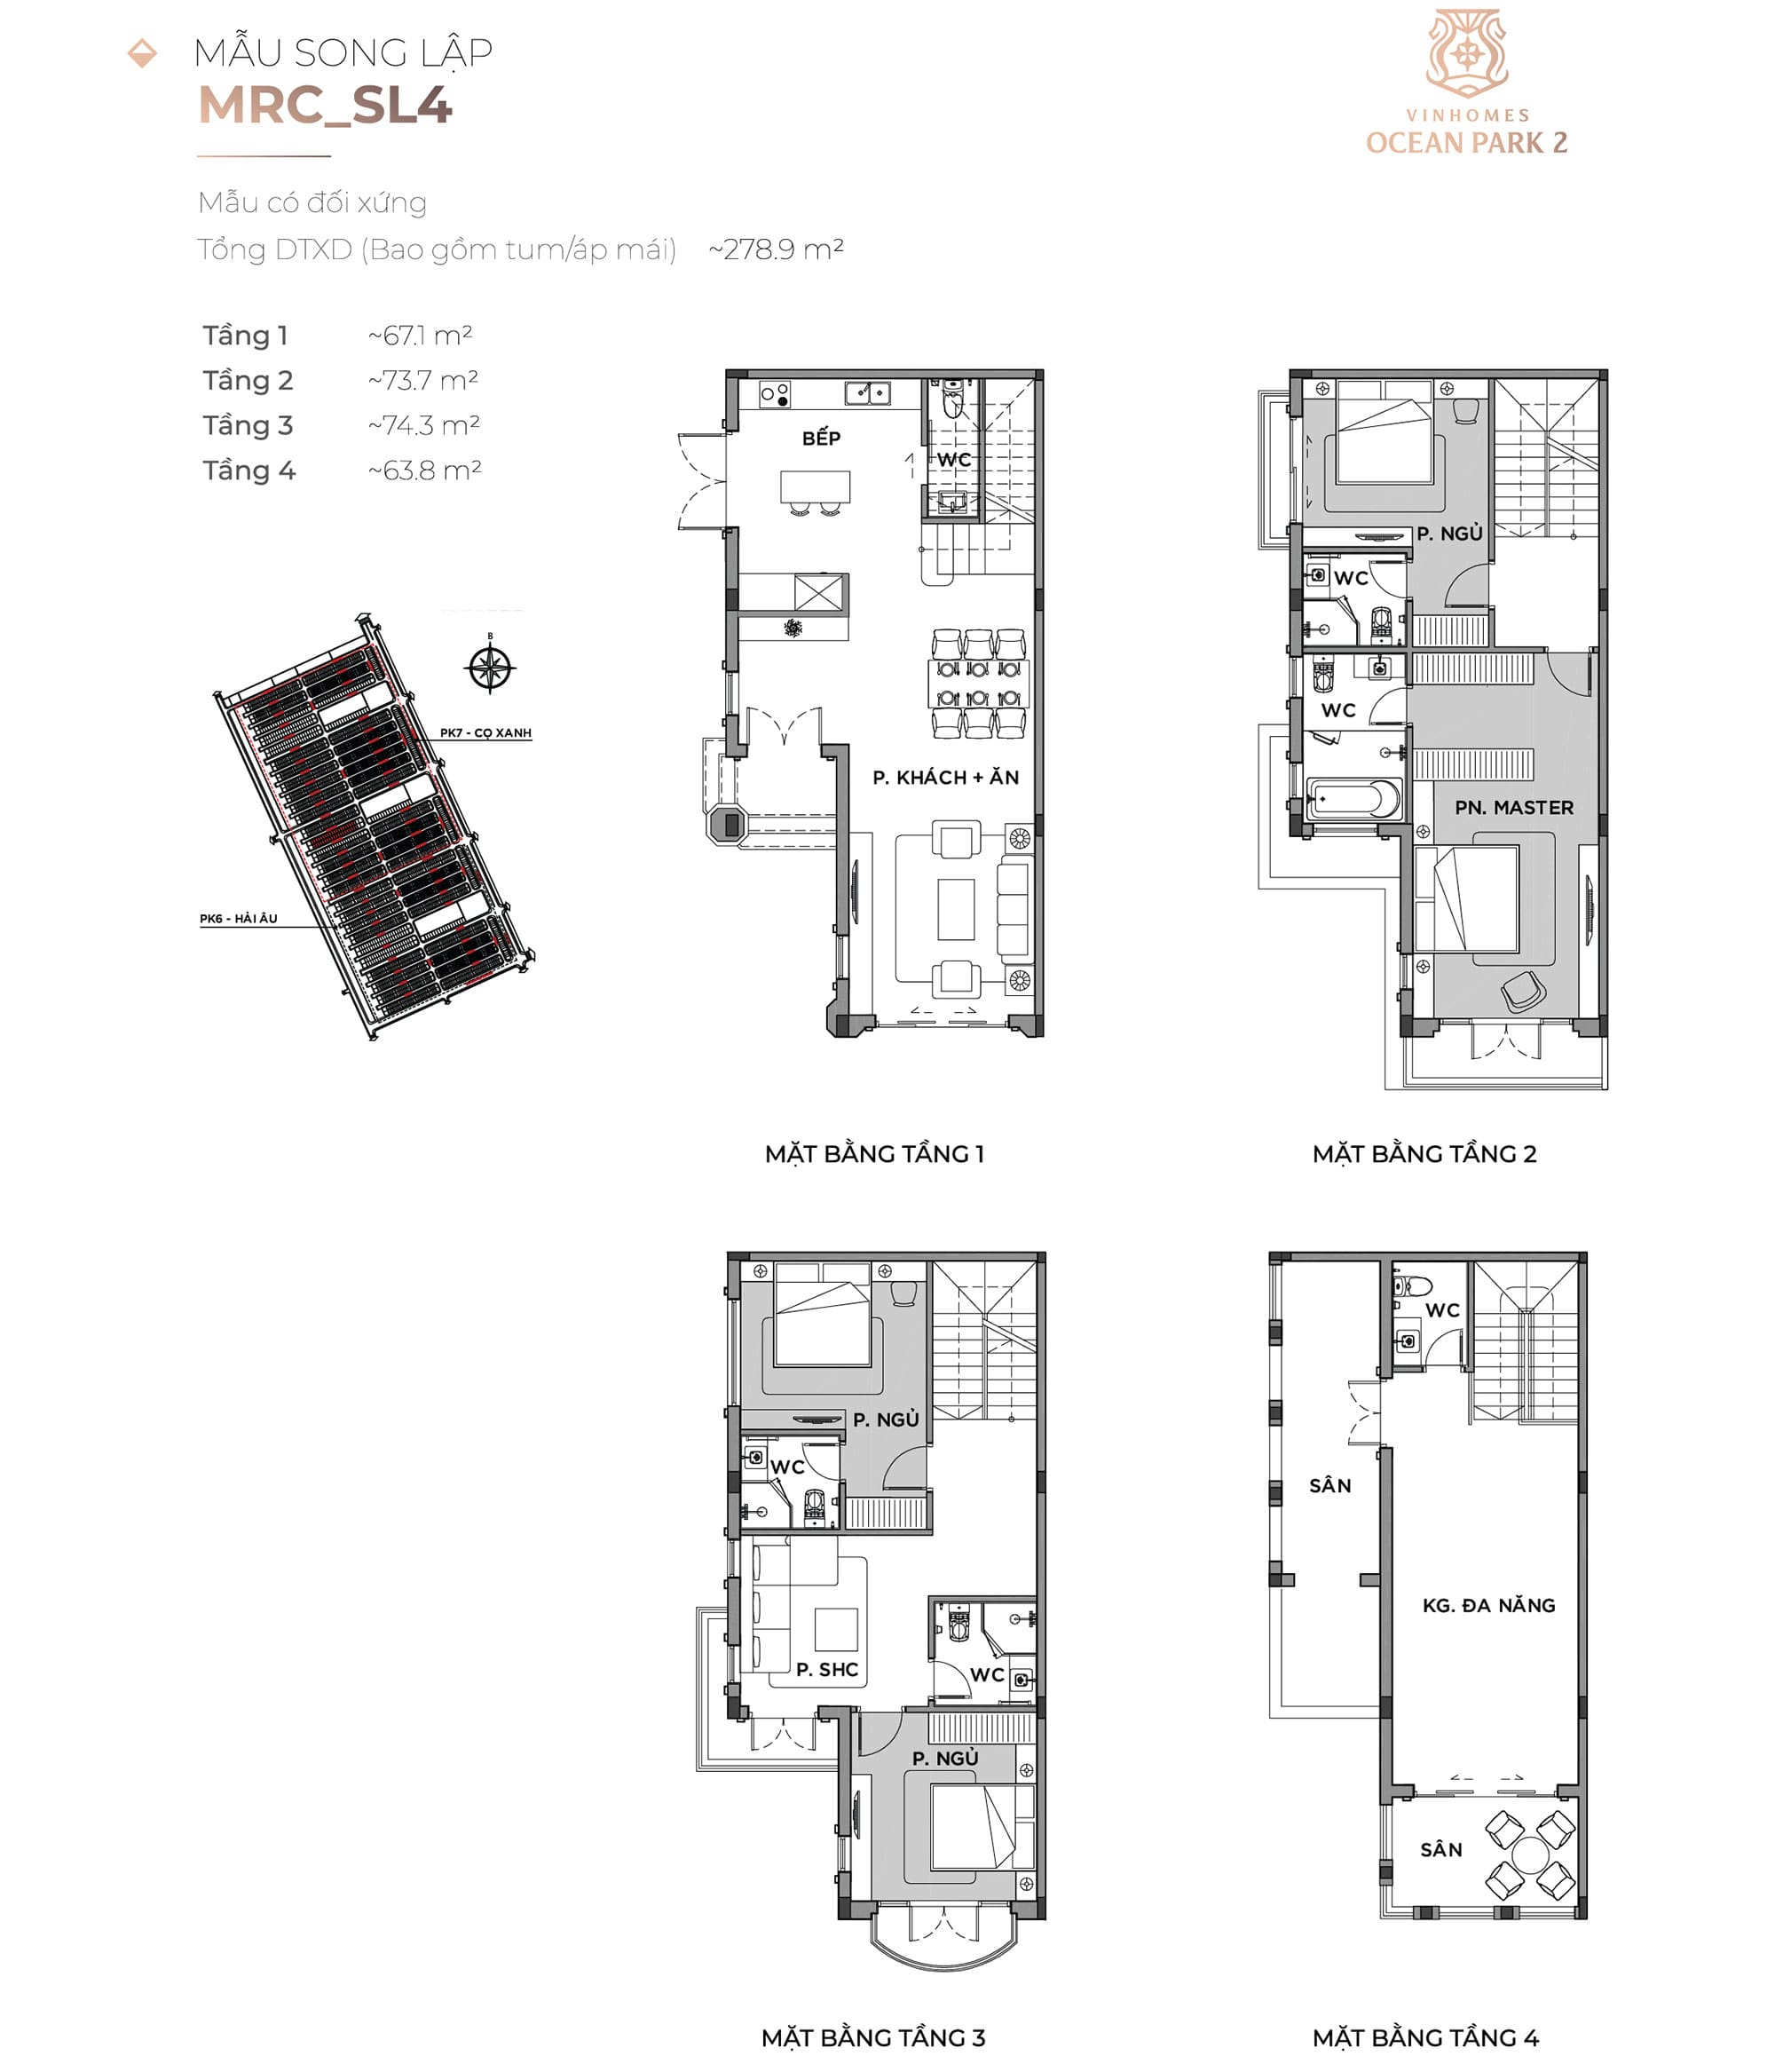 MẪU SONG LẬP
MRC_SL4
VINHOMES
OCEAN PARK 2
Mẫu có đối xứng
Tổng DTXD (Bao gồm tum/áp mái) ~278.9 m²
Tầng 1 ~67.1 m²
Tầng 2 ~73.7 m²
Tầng 3 ~74.3 m²
Tầng 4 ~63.8 m²
B
PK7 - CỌ XANH
PK6 - HẢI ÂU
BẾP
WC
P. KHÁCH + ĂN
MẶT BẰNG TẦNG 1
P. NGỦ
WC
WC
PN. MASTER
MẶT BẰNG TẦNG 2
P. NGỦ
WC
P. SHC
WC
P. NGỦ
MẶT BẰNG TẦNG 3
WC
SÂN
KG. ĐA NĂNG
SÂN
MẶT BẰNG TẦNG 4